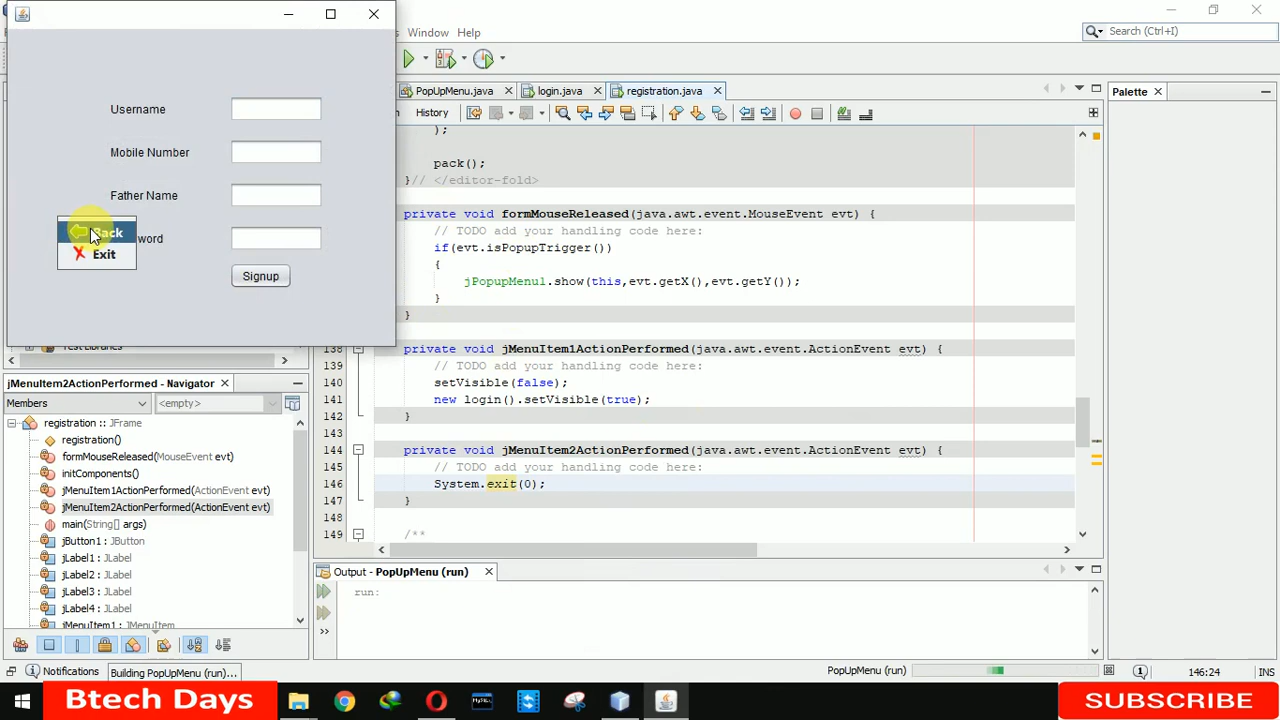 Window Help
Search (Ctrl+I)
PopUpMenu.java login.java registration.java
Palette
History
Username
Mobile Number
Father Name
word
Back
Exit
Signup
);
pack();
}// </editor-fold>
private void formMouseReleased(java.awt.event.MouseEvent evt) {
// TODO add your handling code here:
if(evt.isPopupTrigger())
{
jPopupMenu1.show(this,evt.getX(),evt.getY());
}
}
138 private void jMenuItem1ActionPerformed(java.awt.event.ActionEvent evt) {
139 // TODO add your handling code here:
140 setVisible(false);
141 new login().setVisible(true);
142 }
143
144 private void jMenuItem2ActionPerformed(java.awt.event.ActionEvent evt) {
145 // TODO add your handling code here:
146 System.exit(0);
147 }
148
149 /**
Test Libraries
jMenuItem2ActionPerformed - Navigator
Members <empty>
registration :: JFrame
registration()
formMouseReleased(MouseEvent evt)
initComponents()
jMenuItem1ActionPerformed(ActionEvent evt)
jMenuItem2ActionPerformed(ActionEvent evt)
main(String[] args)
jButton1 : JButton
jLabel1 : JLabel
jLabel2 : JLabel
jLabel3 : JLabel
jLabel4 : JLabel
jMenuItem1 : JMenuItem
Output - PopUpMenu (run)
run:
Notifications Building PopUpMenu (run)...
PopUpMenu (run)
1
146:24 INS
Btech Days
SUBSCRIBE